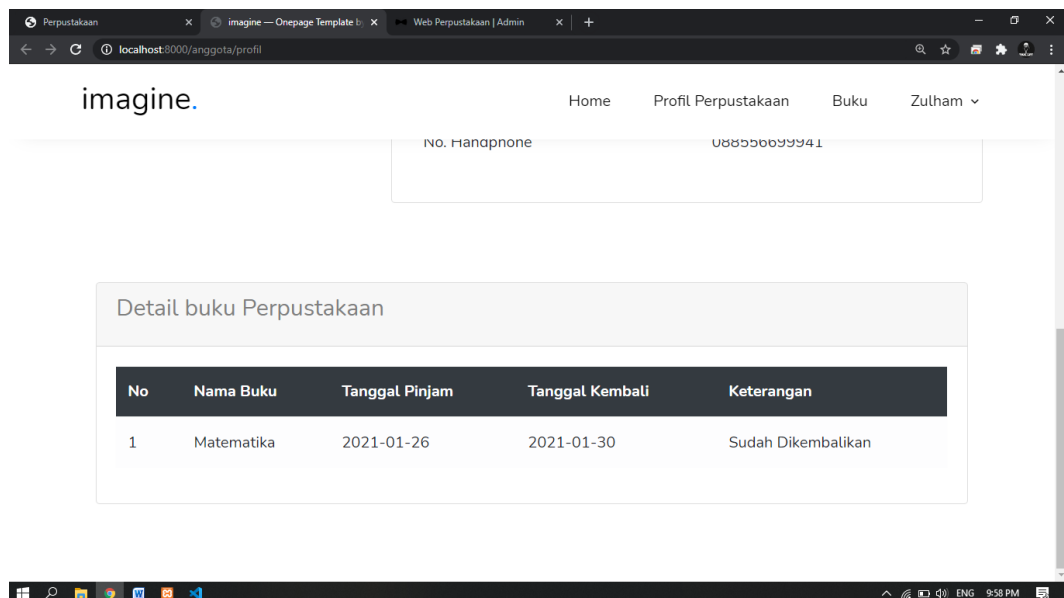 Perpustakaan
imagine — Onepage Template b
Web Perpustakaan | Admin
localhost:8000/anggota/profil
imagine.
Home Profil Perpustakaan Buku Zulham
No. Handphone 088556699941
Detail buku Perpustakaan
No Nama Buku Tanggal Pinjam Tanggal Kembali Keterangan
1 Matematika 2021-01-26 2021-01-30 Sudah Dikembalikan
ENG 9:58 PM